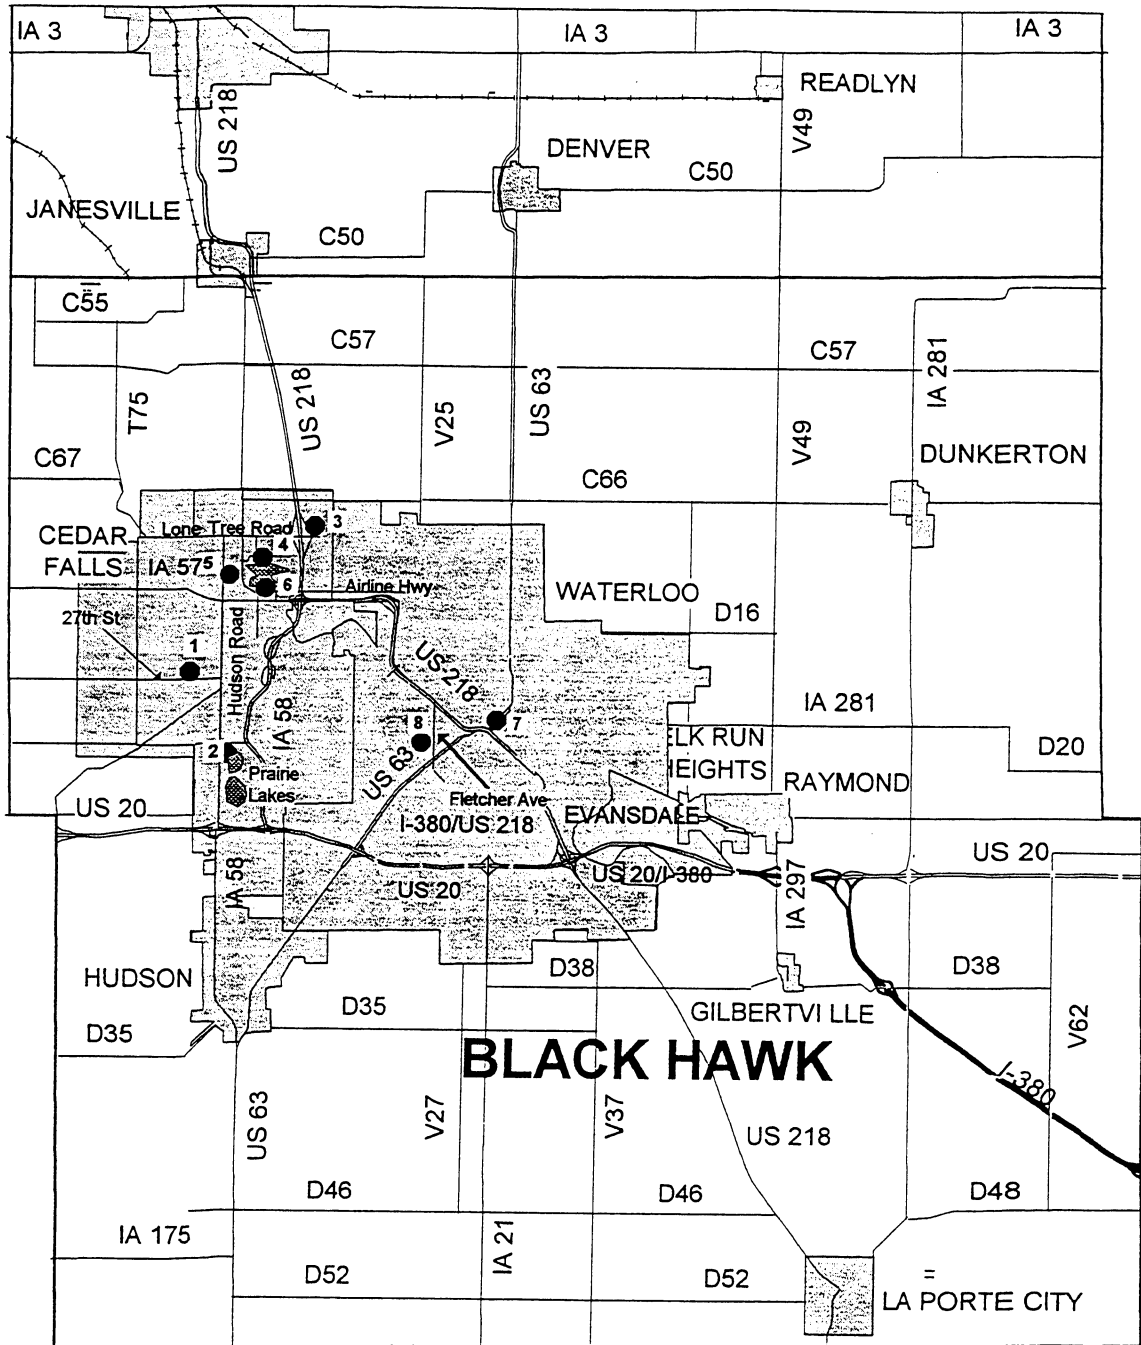 IA 3
IA 3
IA 3
READLYN
US 218
V49
DENVER
C50
JANESVILLE
C50
C55
C57
C57
IA 281
US 218
T75
V25
US 63
V49
C67
C66
DUNKERTON
CEDAR
FALLS
Lone Tree Road
3
4
IA 57
5
6
Airline Hwy
WATERLOO
D16
27th St
1
Hudson Road
IA 58
US 218
IA 281
7
8
2
US 63
ELK RUN
HEIGHTS
D20
Prairie
Lakes
RAYMOND
US 20
Fletcher Ave
EVANSDALE
I-380/US 218
US 20
US 20/I-380
US 20
IA 58
IA 297
HUDSON
D38
D38
D35
GILBERTVILLE
D35
V62
BLACK HAWK
I-380
US 63
V27
V37
US 218
D46
D46
D48
IA 175
IA 21
D52
D52
LA PORTE CITY